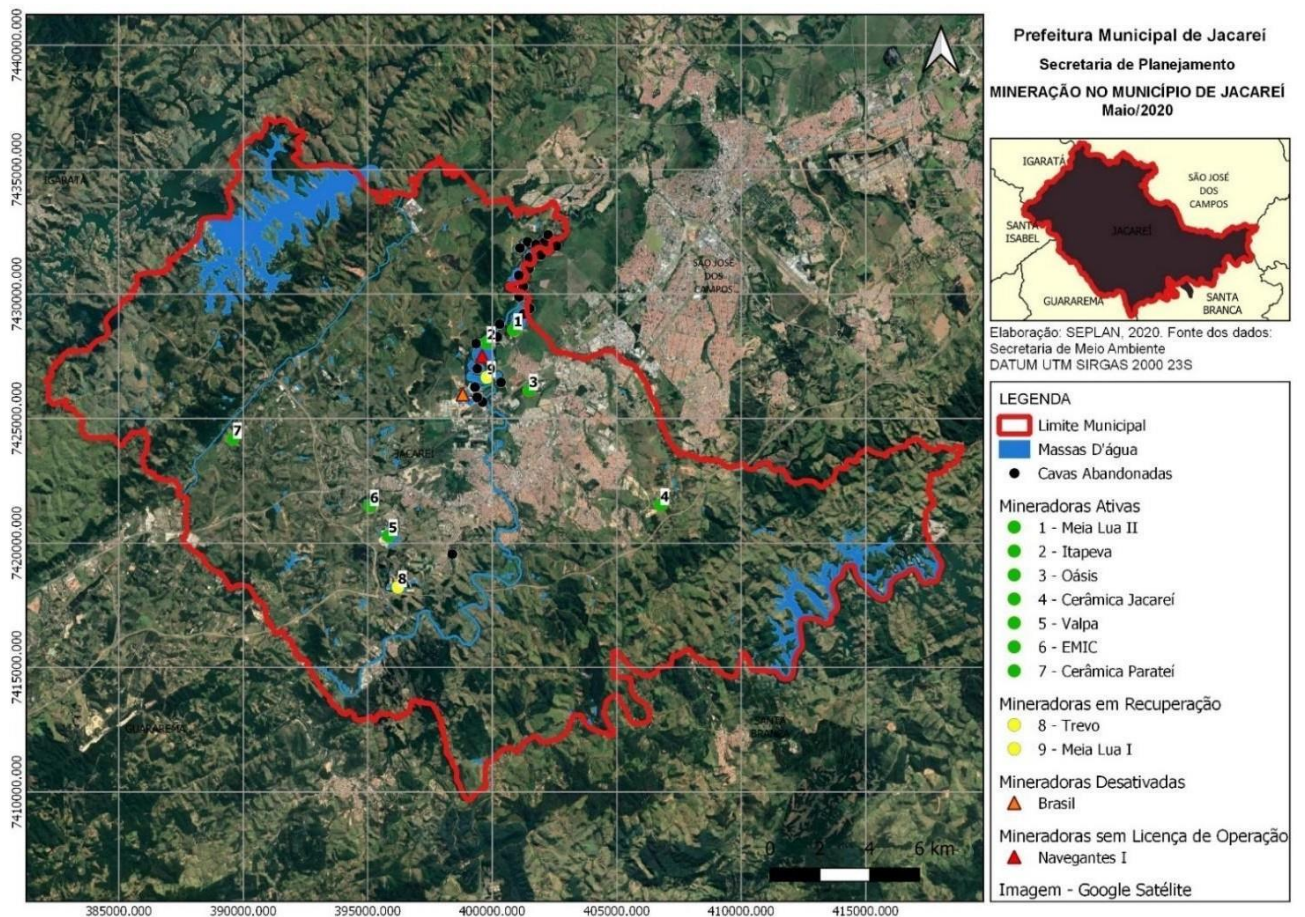 Prefeitura Municipal de Jacareí
Secretaria de Planejamento
MINERAÇÃO NO MUNICÍPIO DE JACAREÍ
Maio/2020
IGARATÁ
SÃO JOSÉ
DOS
CAMPOS
SANTA
ISABEL
JACAREÍ
GUARAREMA
SANTA
BRANCA
Elaboração: SEPLAN, 2020. Fonte dos dados:
Secretaria de Meio Ambiente
DATUM UTM SIRGAS 2000 23S
LEGENDA
Limite Municipal
Massas D'água
Cavas Abandonadas
Mineradoras Ativas
1 - Meia Lua II
2 - Itapeva
3 - Oásis
4 - Cerâmica Jacareí
5 - Valpa
6 - EMIC
7 - Cerâmica Parateí
Mineradoras em Recuperação
8 - Trevo
9 - Meia Lua I
Mineradoras Desativadas
Brasil
Mineradoras sem Licença de Operação
Navegantes I
Imagem - Google Satélite
7440000.000
7435000.000
7430000.000
7425000.000
7420000.000
7415000.000
7410000.000
IGARATÁ
SÃO JOSÉ
DOS
CAMPOS
1
2
9
3
7
JACAREÍ
6
4
5
8
GUARAREMA
SANTA
BRANCA
0 2 4 6 km
385000.000 390000.000 395000.000 400000.000 405000.000 410000.000 415000.000